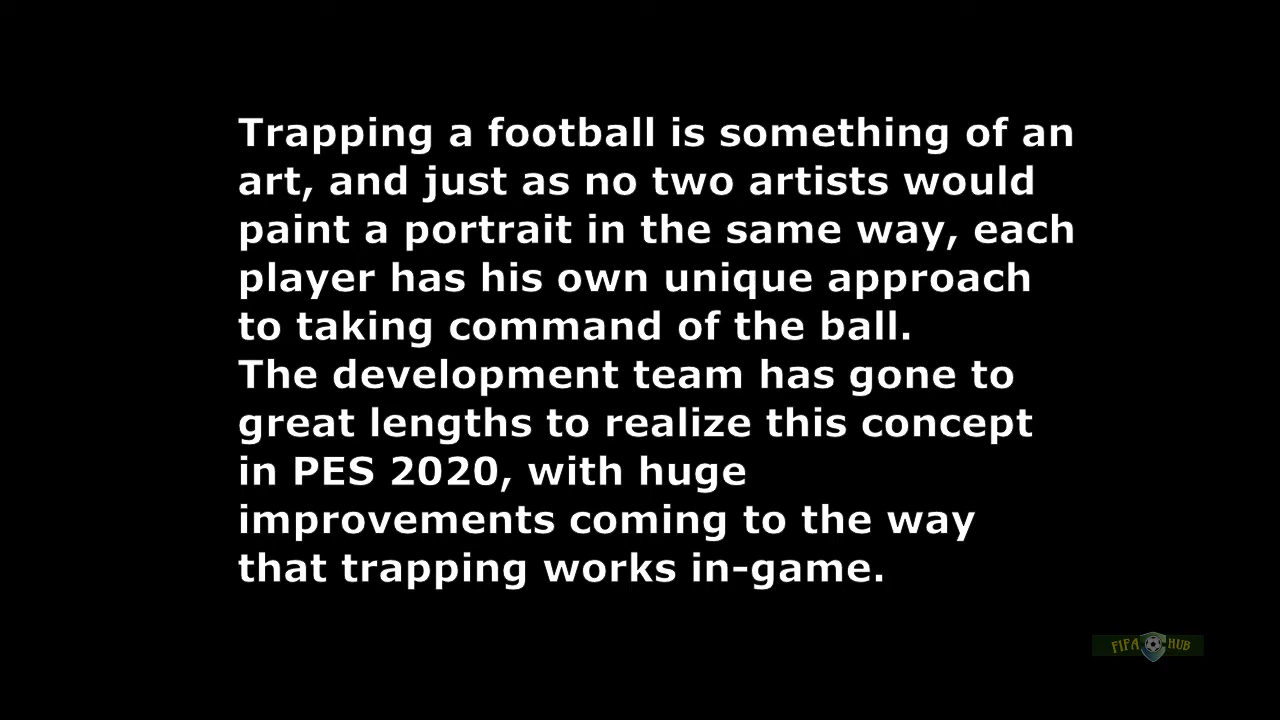 Trapping a football is something of an
art, and just as no two artists would
paint a portrait in the same way, each
player has his own unique approach
to taking command of the ball.
The development team has gone to
great lengths to realize this concept
in PES 2020, with huge
improvements coming to the way
that trapping works in-game.
FIFA HUB